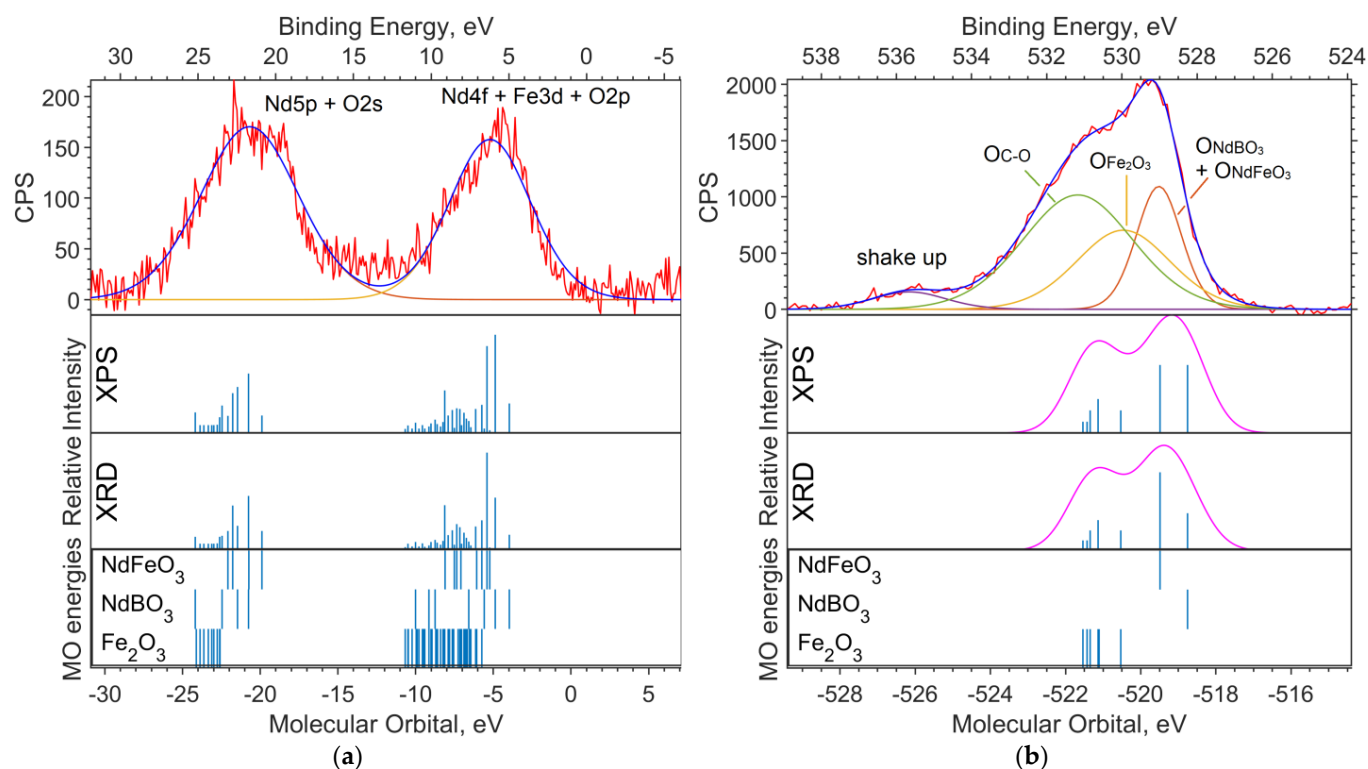 Binding Energy, eV
30 25 20 15 10 5 0 -5
200
150
100
50
0
CPS
Nd5p + O2s
Nd4f + Fe3d + O2p
Relative Intensity
XPS
XRD
MO energies
NdFeO₃
NdBO₃
Fe₂O₃
-30 -25 -20 -15 -10 -5 0 5
Molecular Orbital, eV
(a)
Binding Energy, eV
538 536 534 532 530 528 526 524
2000
1500
1000
500
0
CPS
shake up
O_C-O
O_Fe₂O₃
O_NdBO₃
+ O_NdFeO₃
Relative Intensity
XPS
XRD
MO energies
NdFeO₃
NdBO₃
Fe₂O₃
-528 -526 -524 -522 -520 -518 -516
Molecular Orbital, eV
(b)